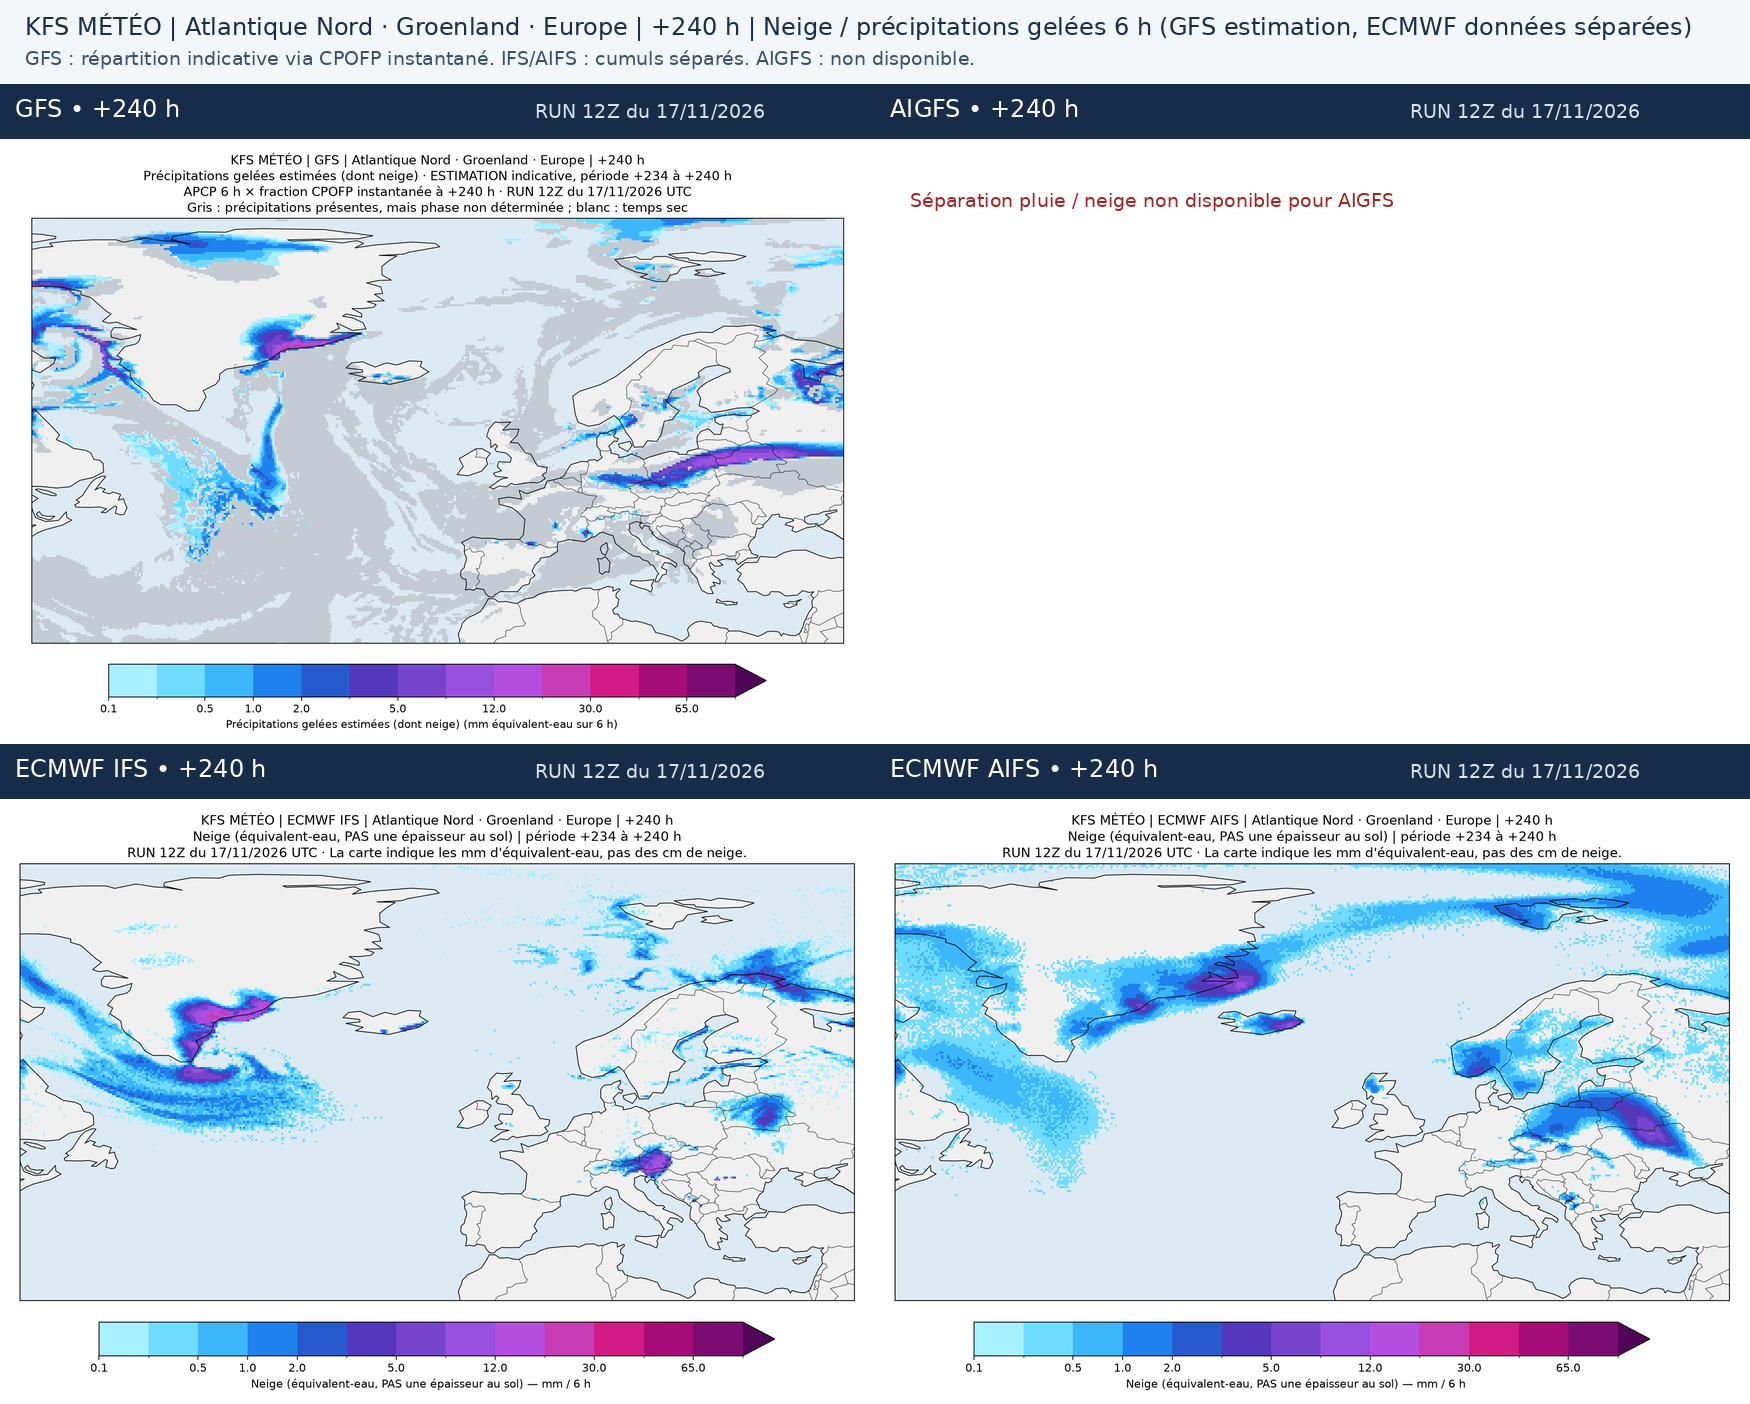 KFS MÉTÉO | Atlantique Nord · Groenland · Europe | +240 h | Neige / précipitations gelées 6 h (GFS estimation, ECMWF données séparées)
GFS : répartition indicative via CPOFP instantané. IFS/AIFS : cumuls séparés. AIGFS : non disponible.
GFS • +240 h
RUN 12Z du 17/11/2026
AIGFS • +240 h
RUN 12Z du 17/11/2026
KFS MÉTÉO | GFS | Atlantique Nord · Groenland · Europe | +240 h
Précipitations gelées estimées (dont neige) · ESTIMATION indicative, période +234 à +240 h
APCP 6 h × fraction CPOFP instantanée à +240 h · RUN 12Z du 17/11/2026 UTC
Gris : précipitations présentes, mais phase non déterminée ; blanc : temps sec
Séparation pluie / neige non disponible pour AIGFS
0.1 0.5 1.0 2.0 5.0 12.0 30.0 65.0
Précipitations gelées estimées (dont neige) (mm équivalent-eau sur 6 h)
ECMWF IFS • +240 h
RUN 12Z du 17/11/2026
ECMWF AIFS • +240 h
RUN 12Z du 17/11/2026
KFS MÉTÉO | ECMWF IFS | Atlantique Nord · Groenland · Europe | +240 h
Neige (équivalent-eau, PAS une épaisseur au sol) | période +234 à +240 h
RUN 12Z du 17/11/2026 UTC · La carte indique les mm d'équivalent-eau, pas des cm de neige.
KFS MÉTÉO | ECMWF AIFS | Atlantique Nord · Groenland · Europe | +240 h
Neige (équivalent-eau, PAS une épaisseur au sol) | période +234 à +240 h
RUN 12Z du 17/11/2026 UTC · La carte indique les mm d'équivalent-eau, pas des cm de neige.
0.1 0.5 1.0 2.0 5.0 12.0 30.0 65.0
Neige (équivalent-eau, PAS une épaisseur au sol) — mm / 6 h
0.1 0.5 1.0 2.0 5.0 12.0 30.0 65.0
Neige (équivalent-eau, PAS une épaisseur au sol) — mm / 6 h